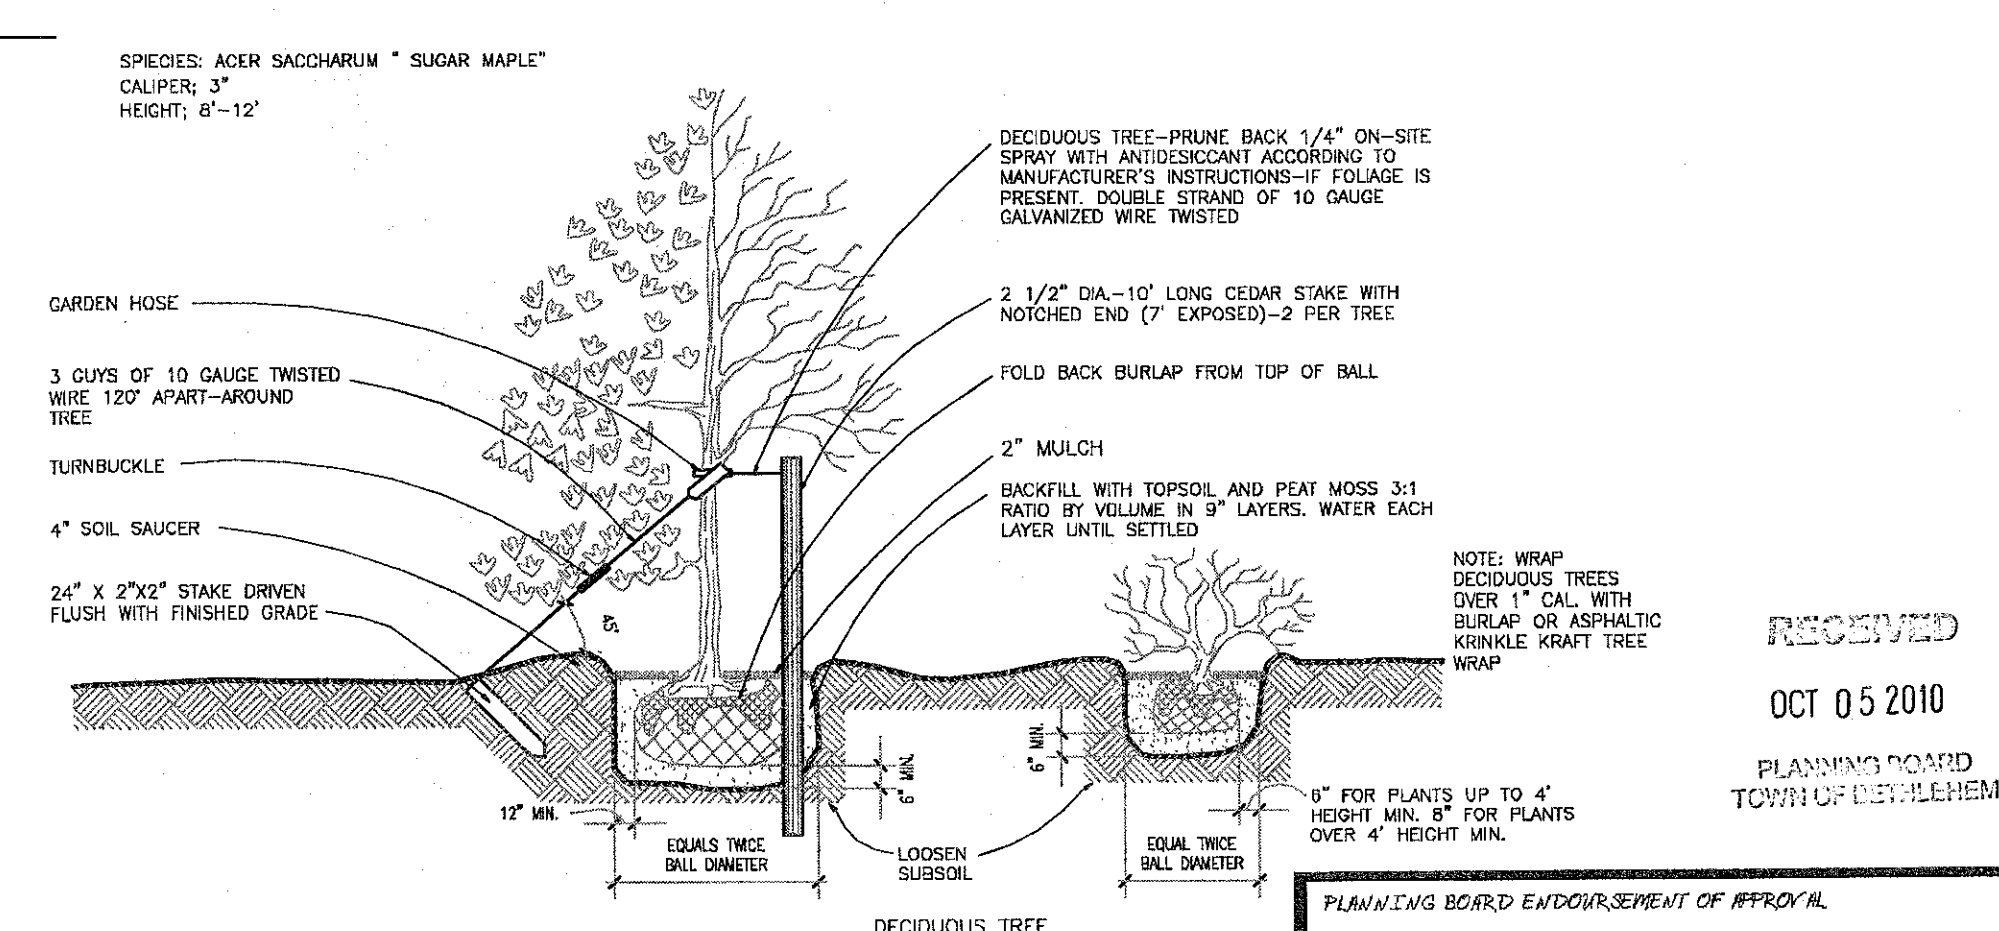 SPIECIES: ACER SACCHARUM " SUGAR MAPLE"
CALIPER; 3"
HEIGHT; 8'-12'
DECIDUOUS TREE-PRUNE BACK 1/4" ON-SITE
SPRAY WITH ANTIDESICCANT ACCORDING TO
MANUFACTURER'S INSTRUCTIONS-IF FOLIAGE IS
PRESENT. DOUBLE STRAND OF 10 GAUGE
GALVANIZED WIRE TWISTED
GARDEN HOSE
2 1/2" DIA.-10' LONG CEDAR STAKE WITH
NOTCHED END (7' EXPOSED)-2 PER TREE
3 GUYS OF 10 GAUGE TWISTED
WIRE 120° APART-AROUND
TREE
FOLD BACK BURLAP FROM TOP OF BALL
TURNBUCKLE
2" MULCH
4" SOIL SAUCER
BACKFILL WITH TOPSOIL AND PEAT MOSS 3:1
RATIO BY VOLUME IN 9" LAYERS. WATER EACH
LAYER UNTIL SETTLED
24" X 2"X2" STAKE DRIVEN
FLUSH WITH FINISHED GRADE
45°
NOTE: WRAP
DECIDUOUS TREES
OVER 1" CAL. WITH
BURLAP OR ASPHALTIC
KRINKLE KRAFT TREE
WRAP
RECEIVED
OCT 05 2010
PLANNING BOARD
TOWN OF BETHLEHEM
12" MIN.
6" MIN.
6" MIN.
EQUALS TWICE
BALL DIAMETER
LOOSEN
SUBSOIL
EQUAL TWICE
BALL DIAMETER
6" FOR PLANTS UP TO 4'
HEIGHT MIN. 8" FOR PLANTS
OVER 4' HEIGHT MIN.
DECIDUOUS TREE
PLANNING BOARD ENDOURSEMENT OF APPROVAL